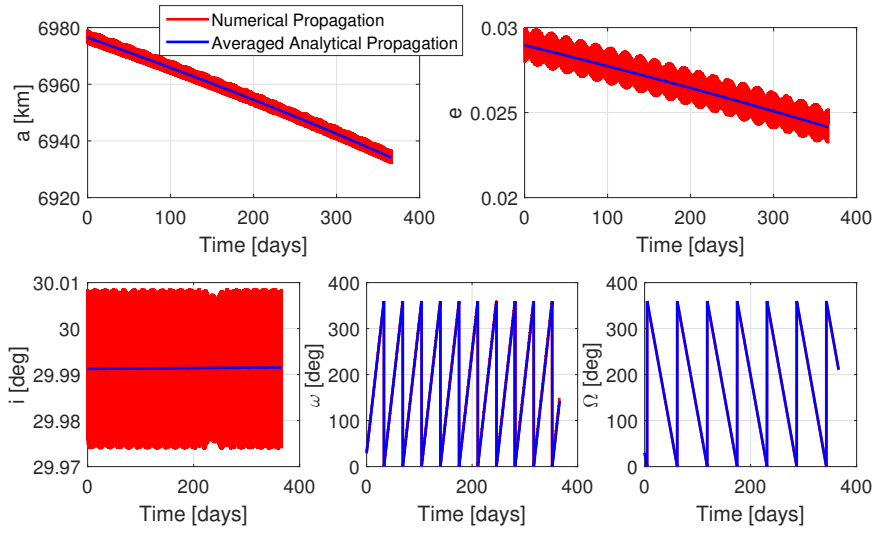 Numerical Propagation
Averaged Analytical Propagation
6980
6960
6940
6920
a [km]
0 100 200 300 400
Time [days]
0.03
0.025
0.02
e
0 100 200 300 400
Time [days]
30.01
30
29.99
29.98
29.97
i [deg]
0 200 400
Time [days]
400
300
200
100
0
ω [deg]
0 200 400
Time [days]
400
300
200
100
0
Ω [deg]
0 200 400
Time [days]